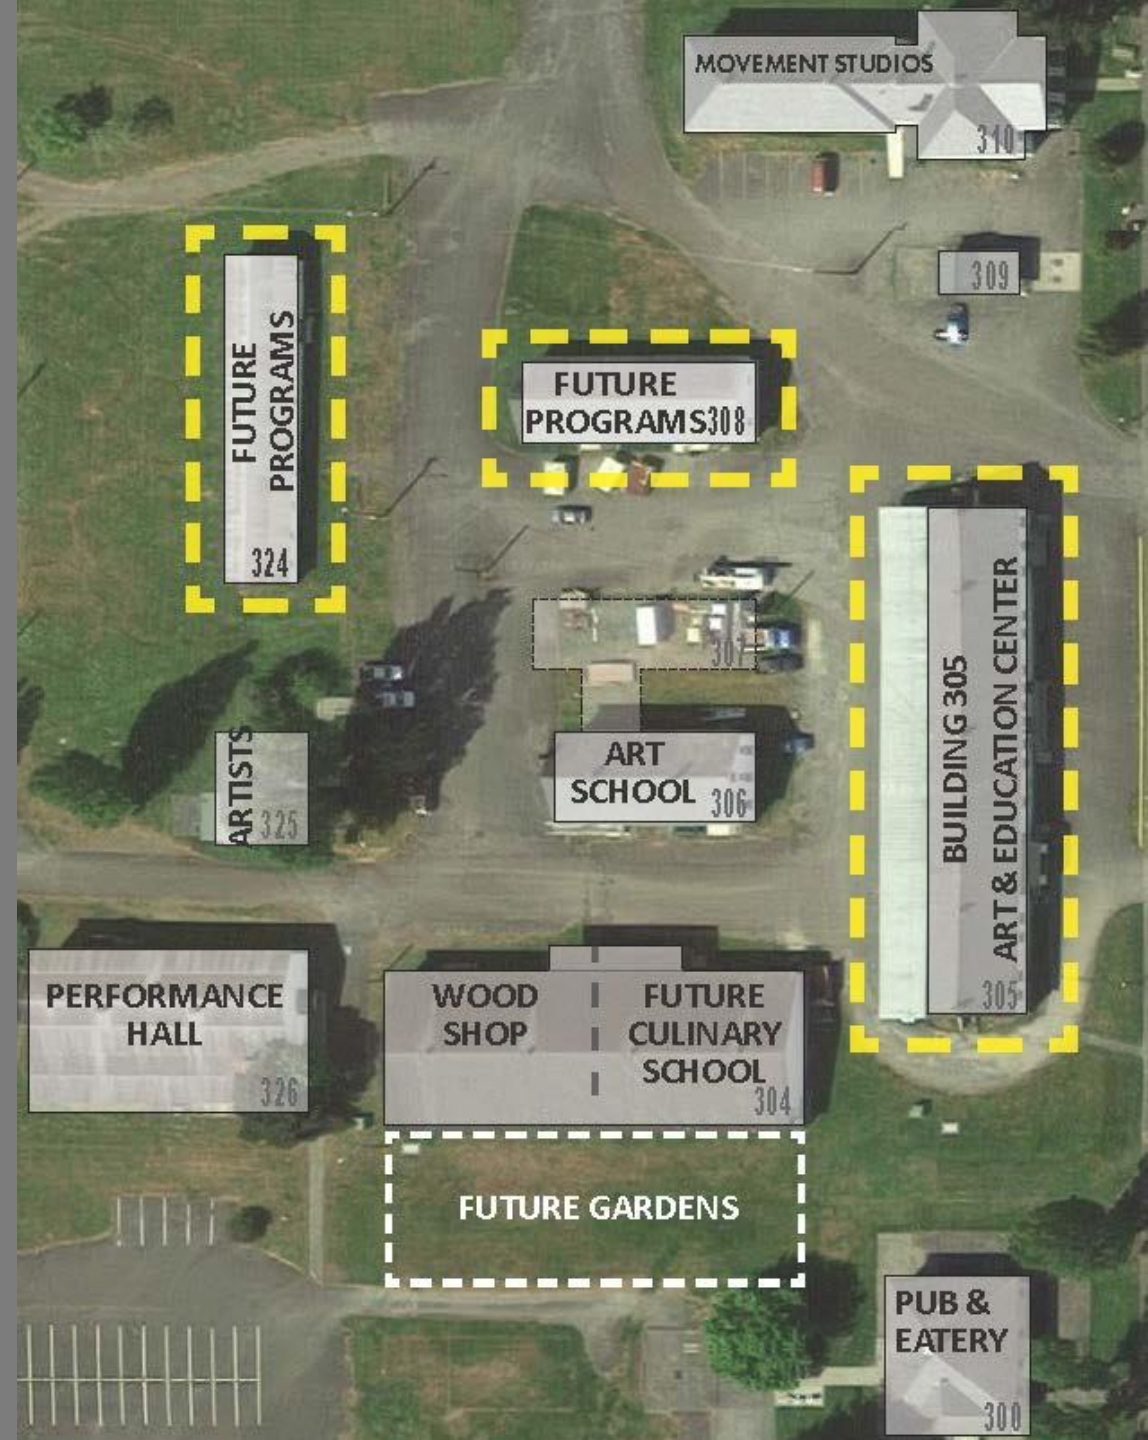 MOVEMENT STUDIOS
310
309
FUTURE
PROGRAMS
324
FUTURE
PROGRAMS308
BUILDING 305
ART & EDUCATION CENTER
305
307
ART
SCHOOL 306
ARTISTS
325
PERFORMANCE
HALL
326
WOOD
SHOP
FUTURE
CULINARY
SCHOOL
304
FUTURE GARDENS
PUB &
EATERY
300